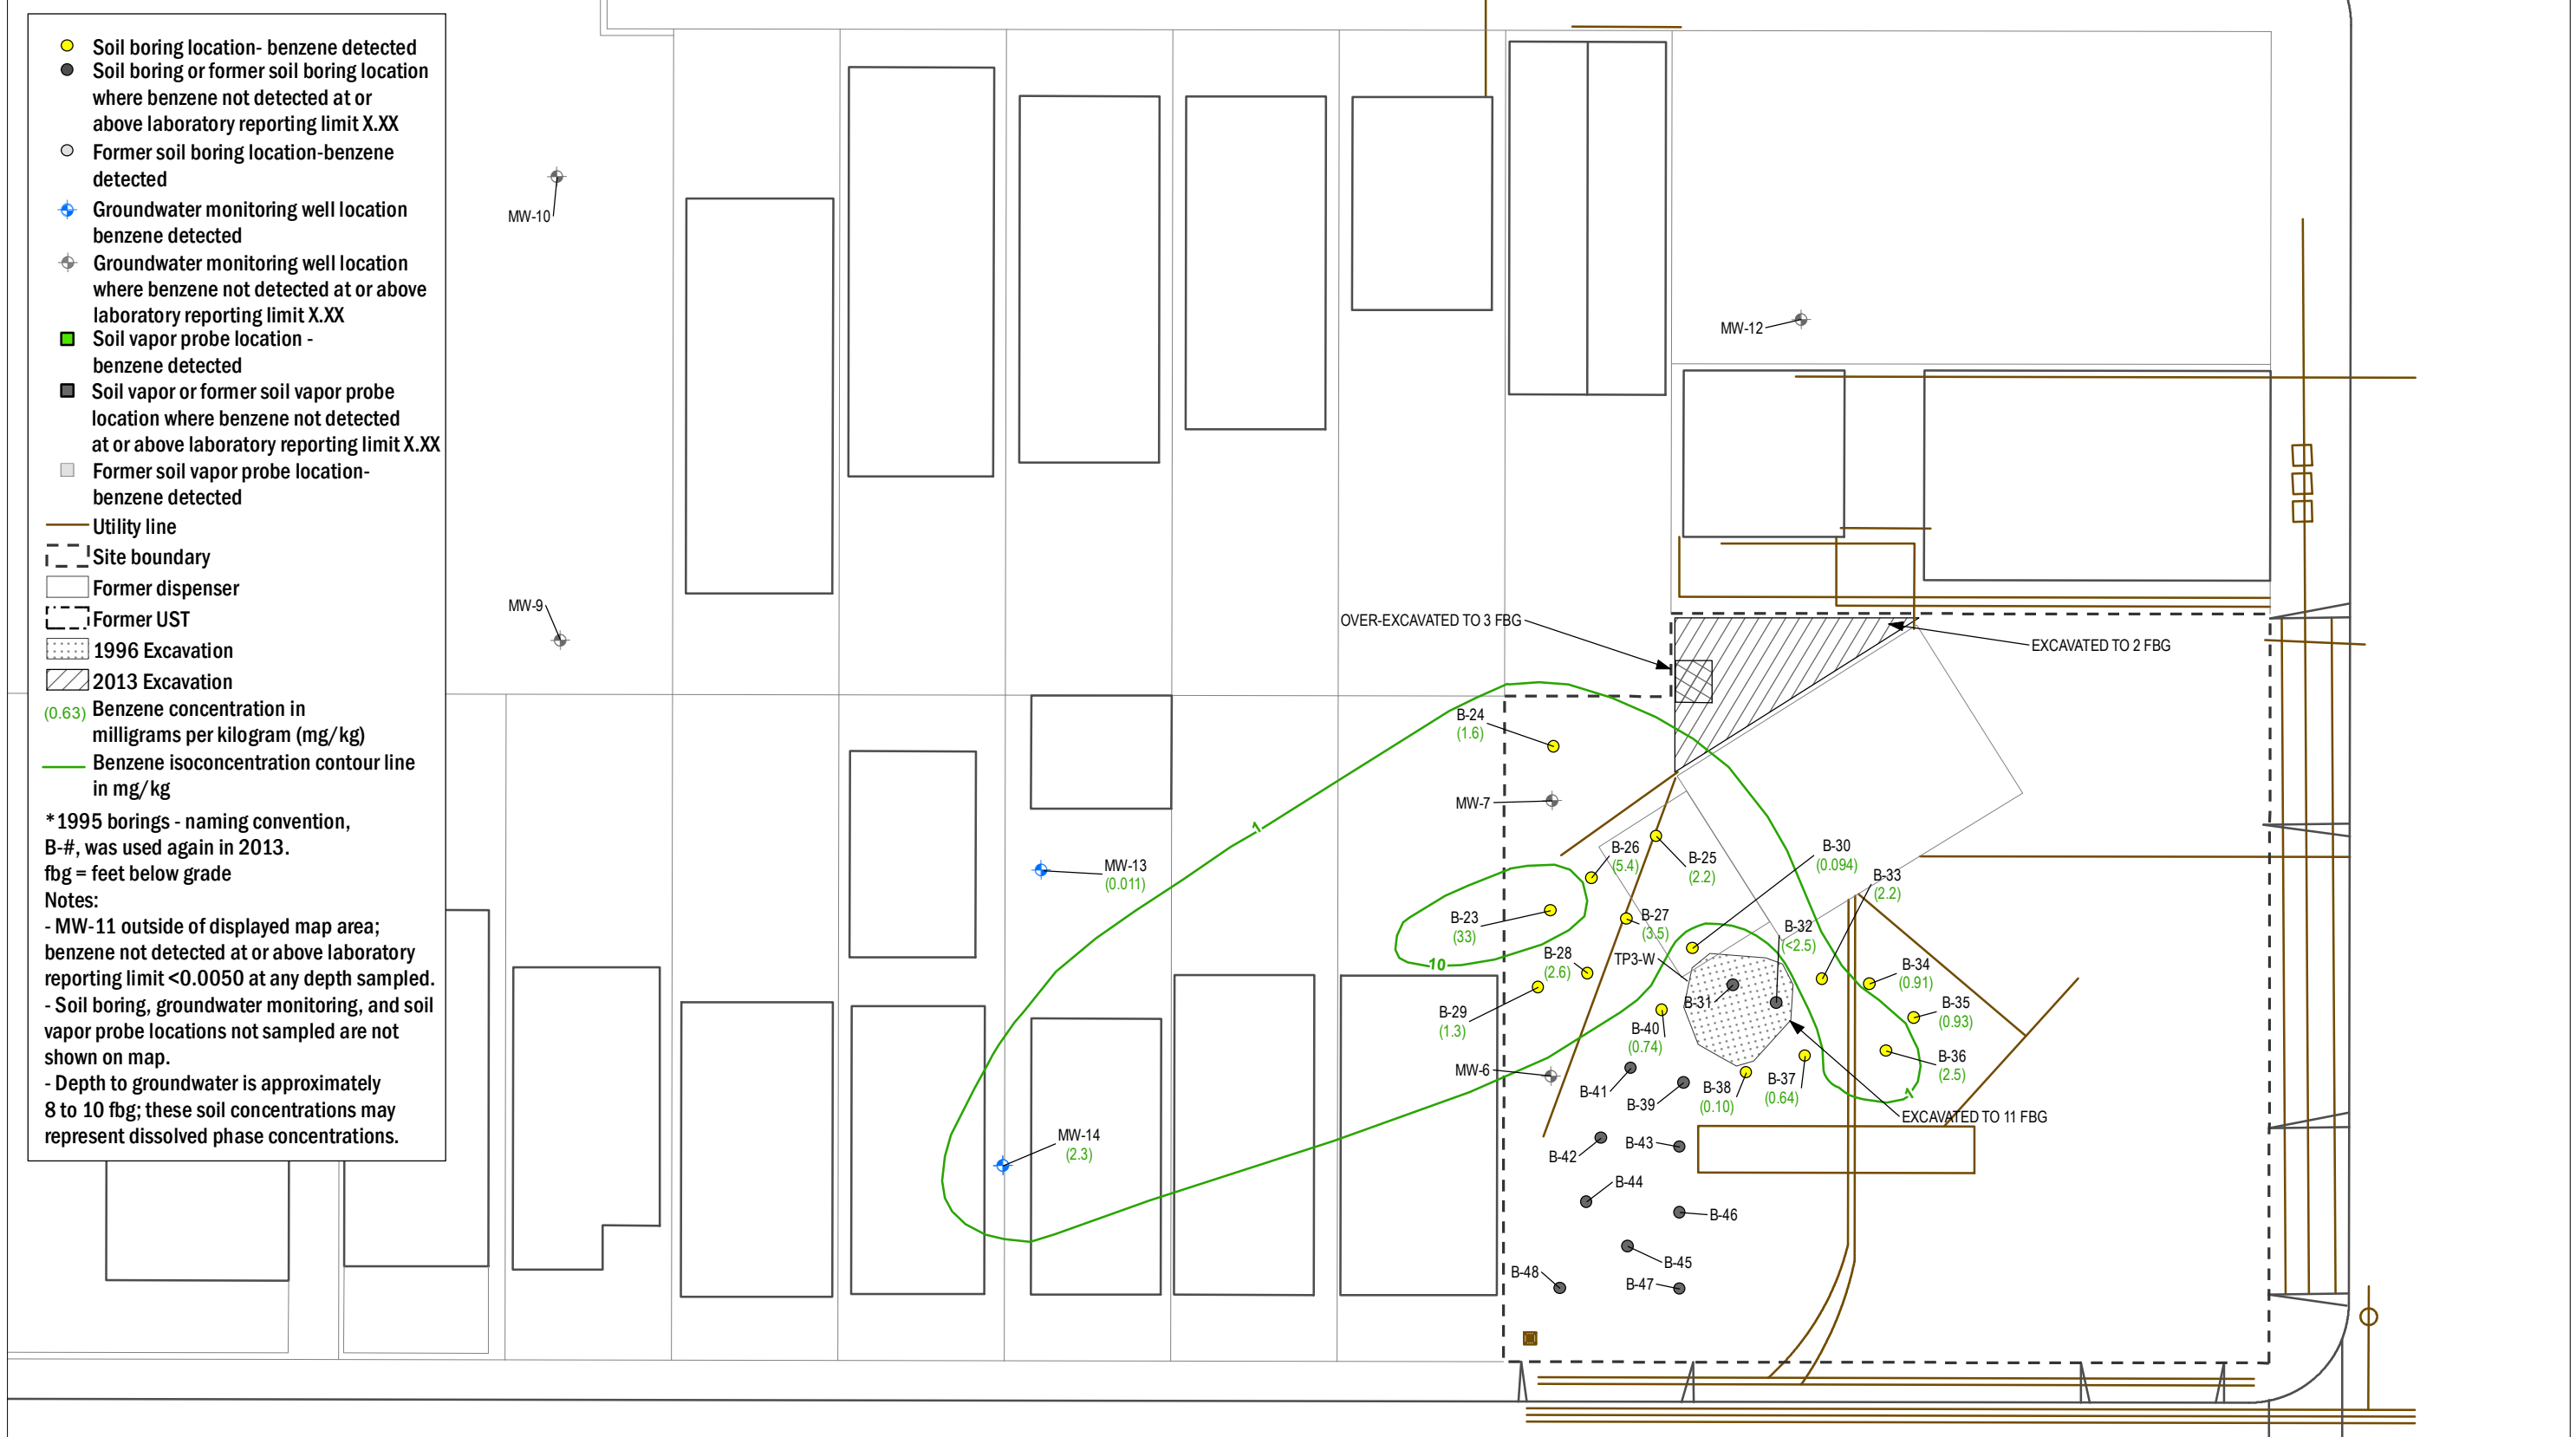 Soil boring location- benzene detected
Soil boring or former soil boring location
where benzene not detected at or
above laboratory reporting limit X.XX
Former soil boring location-benzene
detected
Groundwater monitoring well location
benzene detected
Groundwater monitoring well location
where benzene not detected at or above
laboratory reporting limit X.XX
Soil vapor probe location -
benzene detected
Soil vapor or former soil vapor probe
location where benzene not detected
at or above laboratory reporting limit X.XX
Former soil vapor probe location-
benzene detected
Utility line
Site boundary
Former dispenser
Former UST
1996 Excavation
2013 Excavation
(0.63) Benzene concentration in
milligrams per kilogram (mg/kg)
Benzene isoconcentration contour line
in mg/kg
*1995 borings - naming convention,
B-#, was used again in 2013.
fbg = feet below grade
Notes:
- MW-11 outside of displayed map area;
benzene not detected at or above laboratory
reporting limit <0.0050 at any depth sampled.
- Soil boring, groundwater monitoring, and soil
vapor probe locations not sampled are not
shown on map.
- Depth to groundwater is approximately
8 to 10 fbg; these soil concentrations may
represent dissolved phase concentrations.
MW-10
MW-12
MW-9
OVER-EXCAVATED TO 3 FBG
EXCAVATED TO 2 FBG
B-24
(1.6)
MW-7
1
B-26
(5.4)
B-25
(2.2)
B-30
(0.094)
MW-13
(0.011)
B-33
(2.2)
B-23
(33)
B-27
(3.5)
B-32
(<2.5)
10
B-28
(2.6)
TP3-W
B-34
(0.91)
B-31
B-29
(1.3)
B-35
(0.93)
B-40
(0.74)
B-36
(2.5)
MW-6
B-41
B-39
B-38
(0.10)
B-37
(0.64)
1
EXCAVATED TO 11 FBG
MW-14
(2.3)
B-42
B-43
B-44
B-46
B-45
B-48
B-47